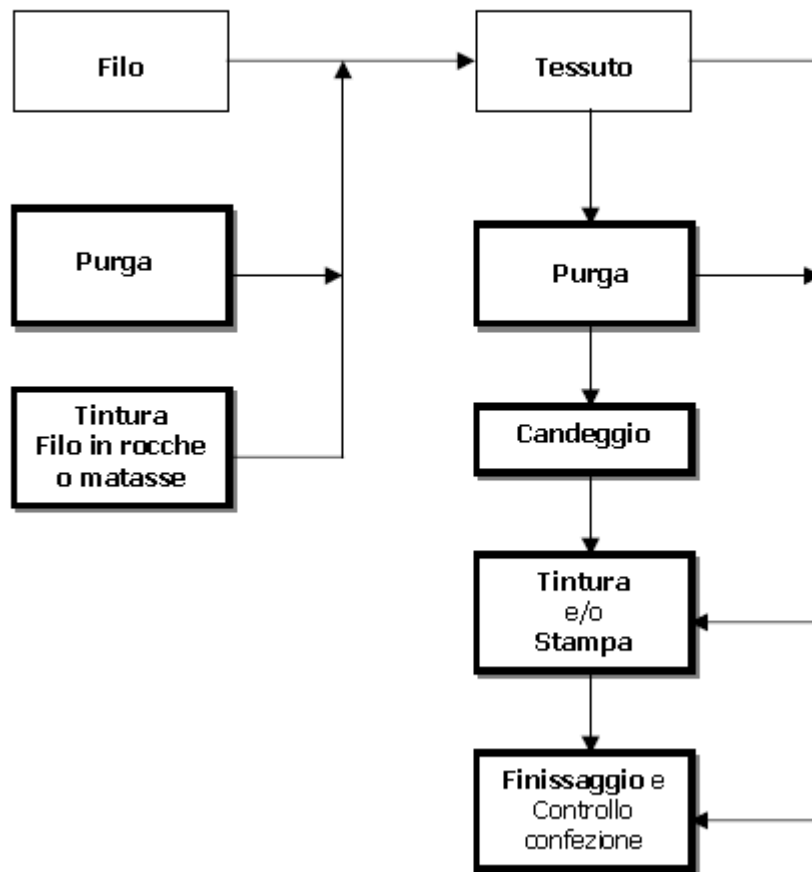 Filo
Tessuto
Purga
Purga
Tintura
Filo in rocche
o matasse
Candeggio
Tintura
e/o
Stampa
Finissaggio e
Controllo
confezione